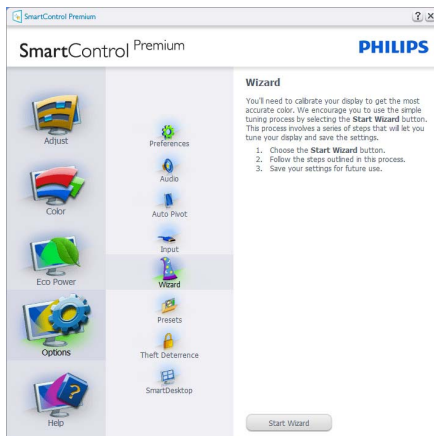 SmartControl Premium
SmartControl Premium
PHILIPS
Adjust
Color
Eco Power
Options
Help
Preferences
Audio
Auto Pivot
Input
Wizard
Presets
Theft Deterrence
SmartDesktop
Wizard
You'll need to calibrate your display to get the most
accurate color. We encourage you to use the simple
tuning process by selecting the Start Wizard button.
This process involves a series of steps that will let you
tune your display and save the settings.
1. Choose the Start Wizard button.
2. Follow the steps outlined in this process.
3. Save your settings for future use.
Start Wizard